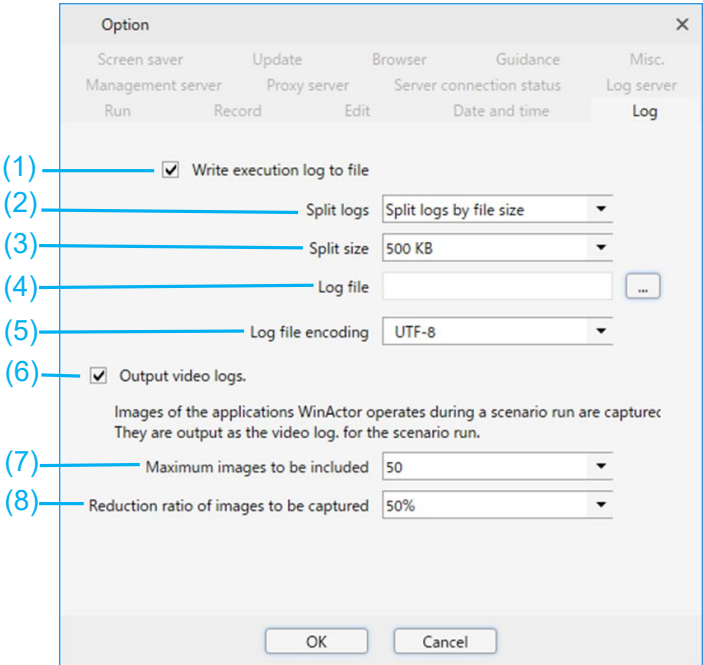 Option
Screen saver Update Browser Guidance Misc.
Management server Proxy server Server connection status Log server
Run Record Edit Date and time Log
(1) Write execution log to file
(2) Split logs Split logs by file size
(3) Split size 500 KB
(4) Log file ...
(5) Log file encoding UTF-8
(6) Output video logs.
Images of the applications WinActor operates during a scenario run are captured
They are output as the video log. for the scenario run.
(7) Maximum images to be included 50
(8) Reduction ratio of images to be captured 50%
OK Cancel